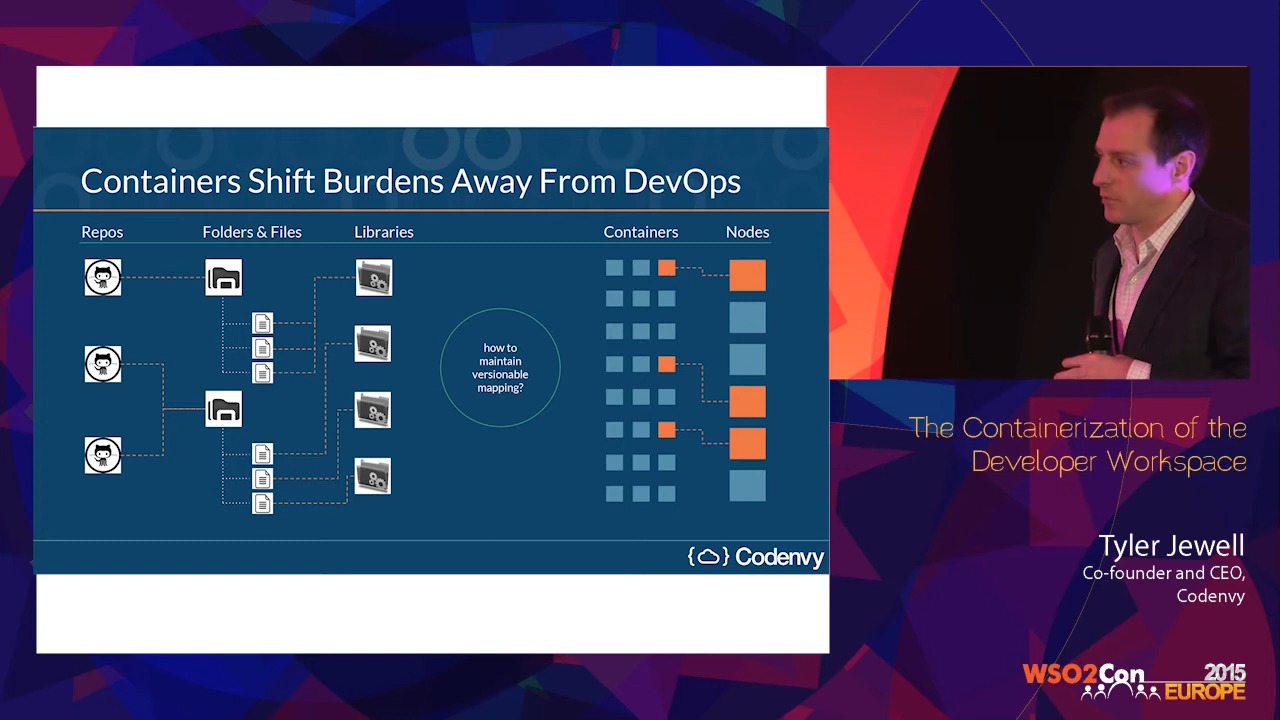 Containers Shift Burdens Away From DevOps
Repos
Folders & Files
Libraries
Containers
Nodes
how to
maintain
versionable
mapping?
{ } Codenvy
The Containerization of the
Developer Workspace
Tyler Jewell
Co-founder and CEO,
Codenvy
WSO2Con 2015
EUROPE